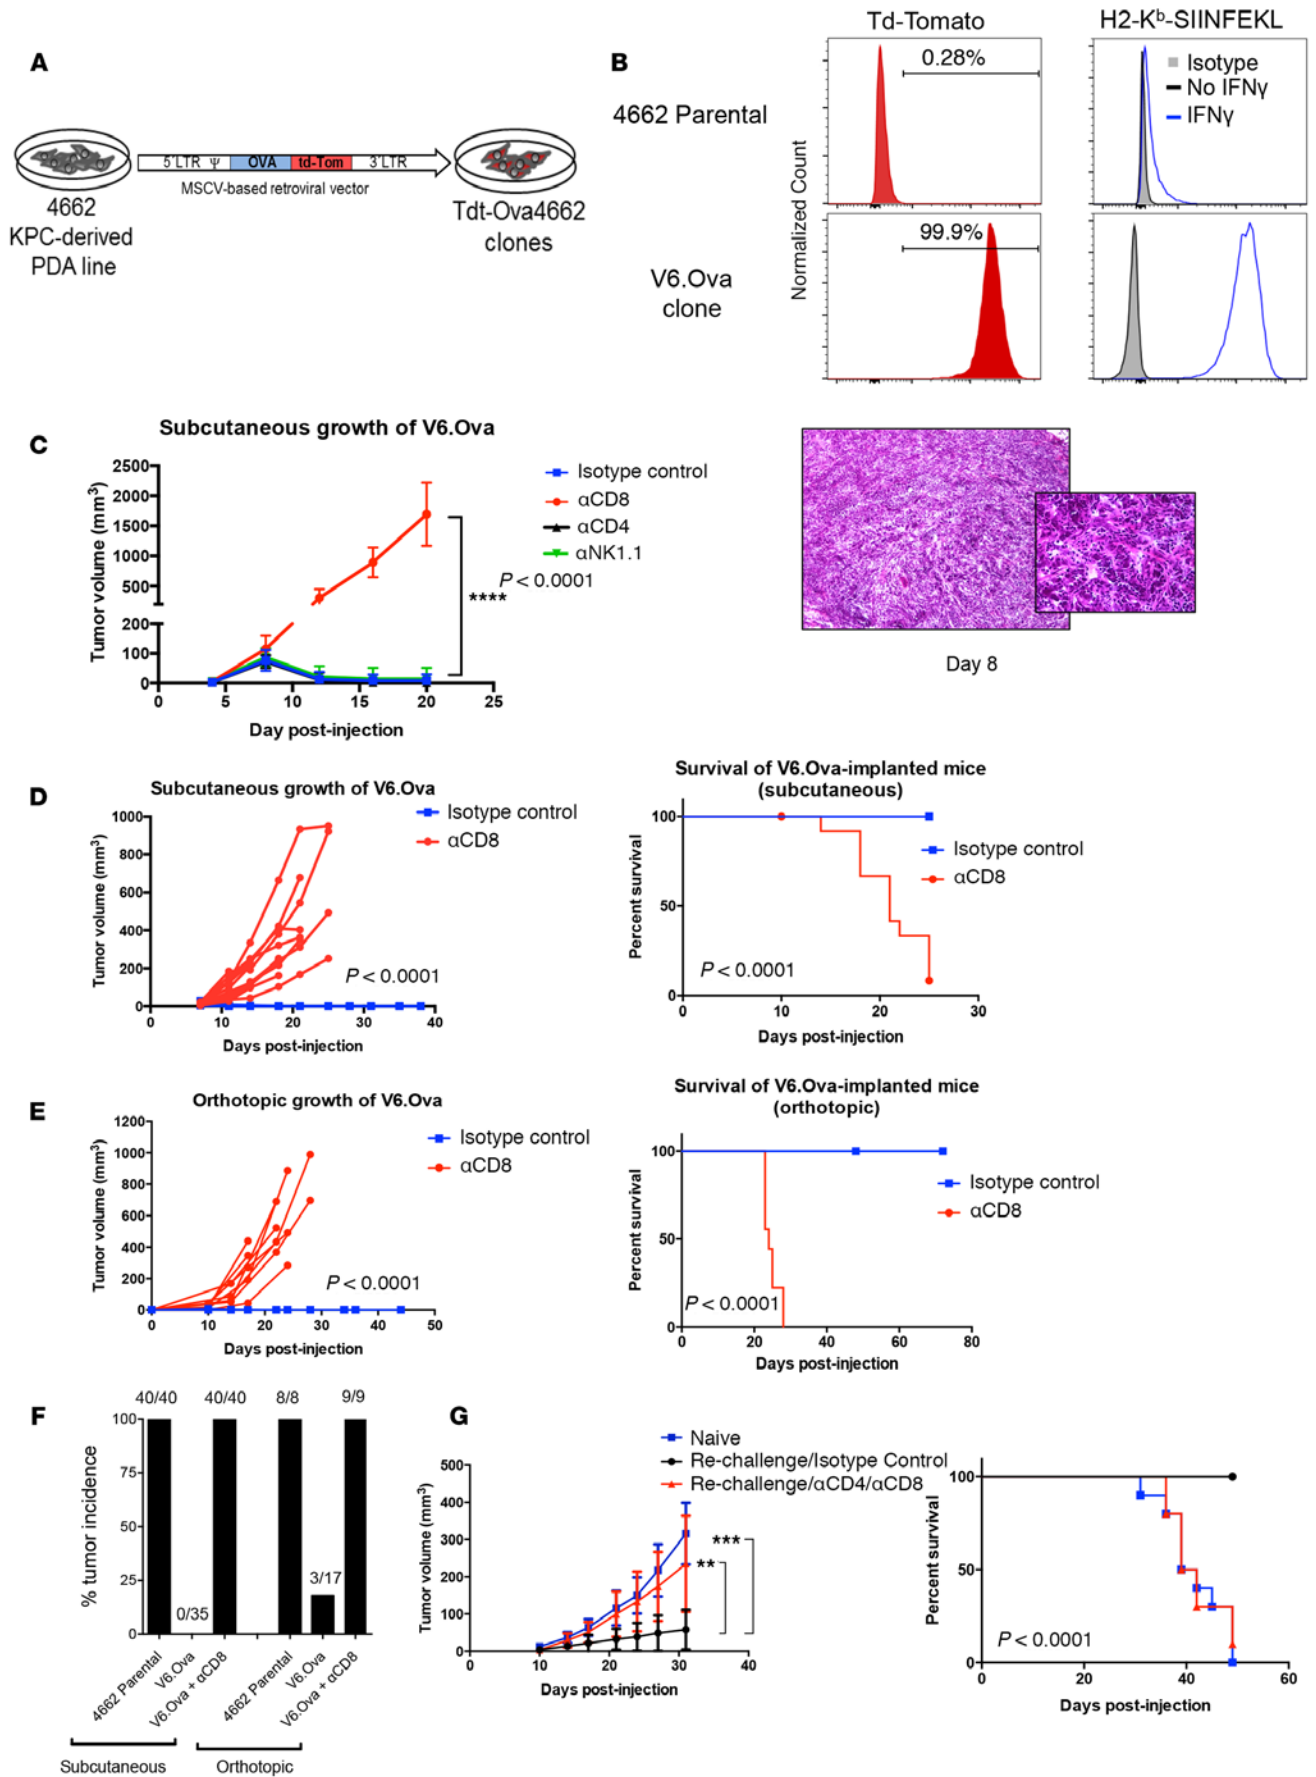 A
4662
KPC-derived
PDA line
5'LTR Ψ OVA td-Tom 3'LTR
MSCV-based retroviral vector
Tdt-Ova4662
clones
B
Td-Tomato
H2-Kᵇ-SIINFEKL
4662 Parental
V6.Ova
clone
Normalized Count
0.28%
99.9%
Isotype
No IFNγ
IFNγ
C
Subcutaneous growth of V6.Ova
Tumor volume (mm³)
2500
2000
1500
1000
500
200
100
0
0 5 10 15 20 25
Day post-injection
Isotype control
αCD8
αCD4
αNK1.1
P < 0.0001
****
Day 8
D
Subcutaneous growth of V6.Ova
Tumor volume (mm³)
1000
800
600
400
200
0
0 10 20 30 40
Days post-injection
Isotype control
αCD8
P < 0.0001
Survival of V6.Ova-implanted mice
(subcutaneous)
Percent survival
100
50
0
0 10 20 30
Days post-injection
Isotype control
αCD8
P < 0.0001
E
Orthotopic growth of V6.Ova
Tumor volume (mm³)
1200
1000
800
600
400
200
0
0 10 20 30 40 50
Days post-injection
Isotype control
αCD8
P < 0.0001
Survival of V6.Ova-implanted mice
(orthotopic)
Percent survival
100
50
0
0 20 40 60 80
Days post-injection
Isotype control
αCD8
P < 0.0001
F
% tumor incidence
100
75
50
25
0
40/40
0/35
40/40
8/8
3/17
9/9
4662 Parental
V6.Ova
V6.Ova + αCD8
4662 Parental
V6.Ova
V6.Ova + αCD8
Subcutaneous
Orthotopic
G
Naive
Re-challenge/Isotype Control
Re-challenge/αCD4/αCD8
Tumor volume (mm³)
500
400
300
200
100
0
0 10 20 30 40
Days post-injection
**
***
Percent survival
100
50
0
0 20 40 60
Days post-injection
P < 0.0001